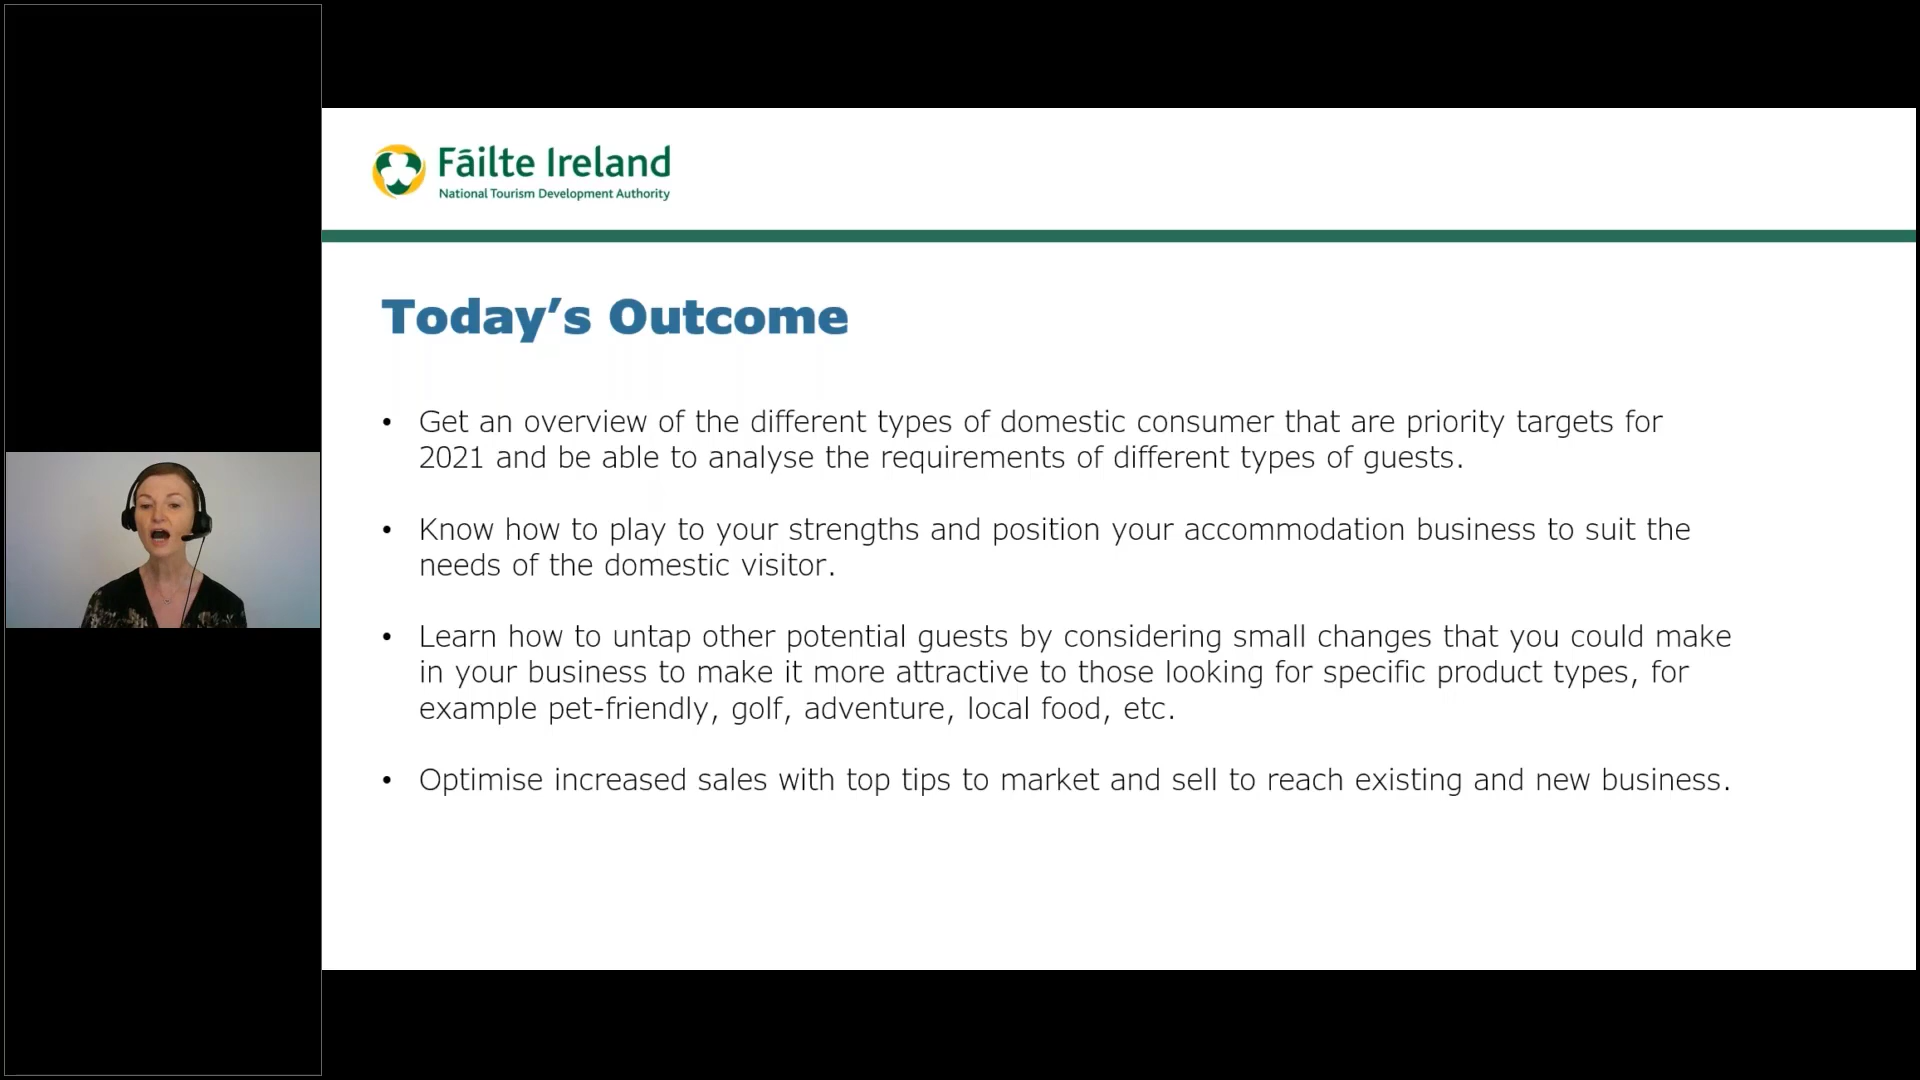 Fáilte Ireland
National Tourism Development Authority
Today’s Outcome
• Get an overview of the different types of domestic consumer that are priority targets for
2021 and be able to analyse the requirements of different types of guests.
• Know how to play to your strengths and position your accommodation business to suit the
needs of the domestic visitor.
• Learn how to untap other potential guests by considering small changes that you could make
in your business to make it more attractive to those looking for specific product types, for
example pet-friendly, golf, adventure, local food, etc.
• Optimise increased sales with top tips to market and sell to reach existing and new business.